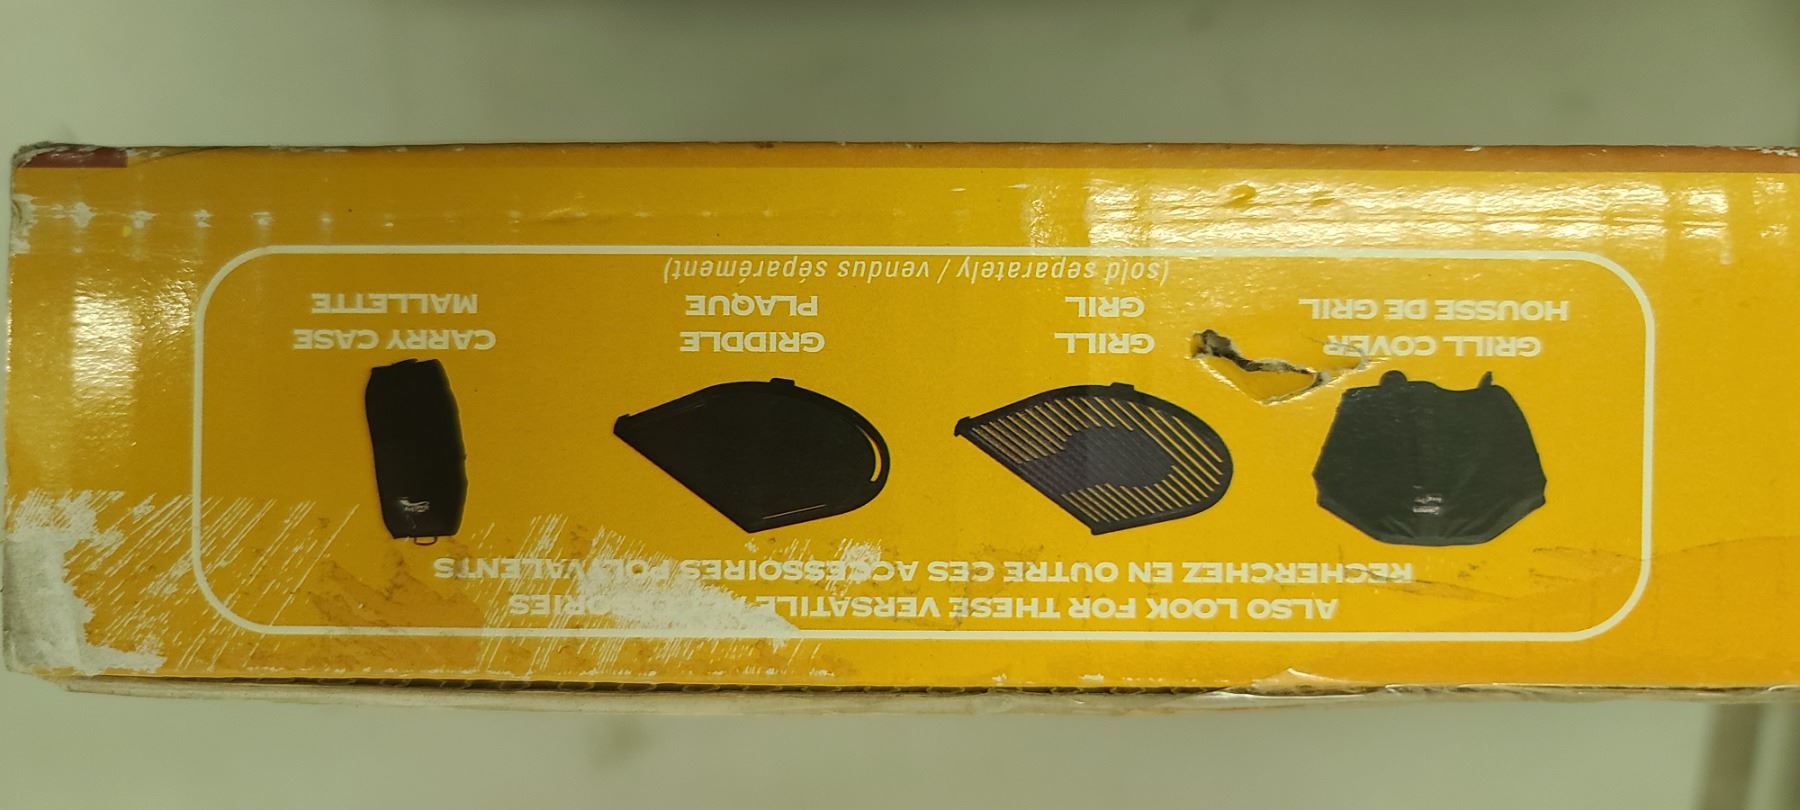 ALSO LOOK FOR THESE VERSATILE ACCESSORIES
RECHERCHEZ EN OUTRE CES ACCESSOIRES POLYVALENTS
GRILL COVER
HOUSSE DE GRIL
GRILL
GRIL
GRIDDLE
PLAQUE
CARRY CASE
MALLETTE
(sold separately / vendus séparément)